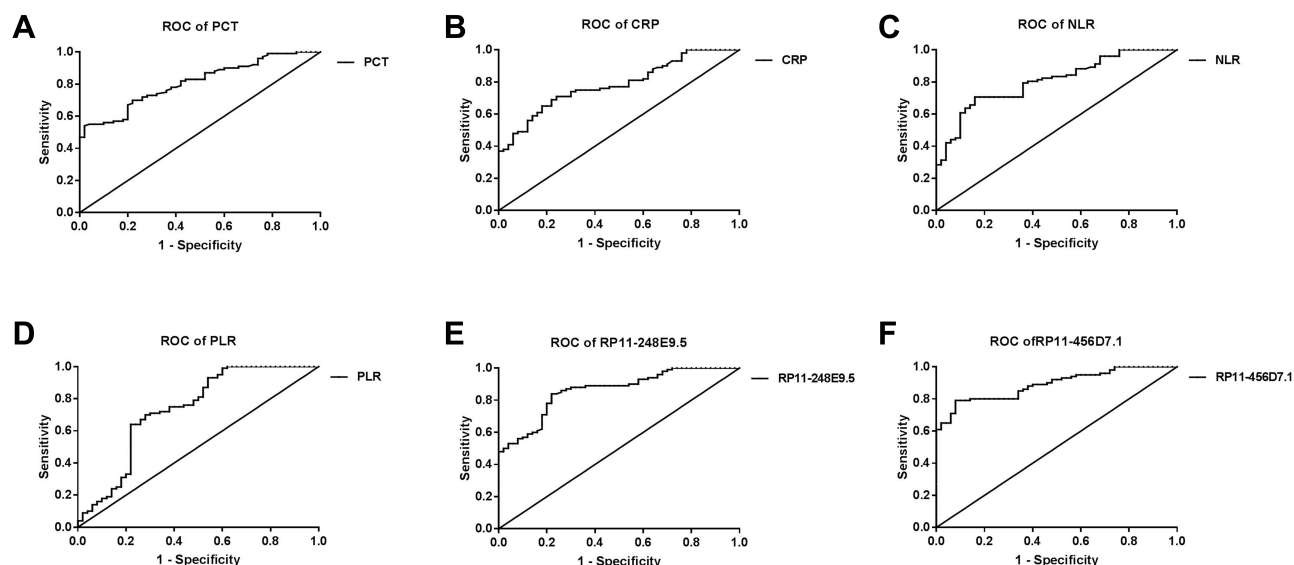 A
ROC of PCT
1.0
0.8
0.6
0.4
0.2
0.0
Sensitivity
0.0 0.2 0.4 0.6 0.8 1.0
1 - Specificity
PCT
B
ROC of CRP
1.0
0.8
0.6
0.4
0.2
0.0
Sensitivity
0.0 0.2 0.4 0.6 0.8 1.0
1 - Specificity
CRP
C
ROC of NLR
1.0
0.8
0.6
0.4
0.2
0.0
Sensitivity
0.0 0.2 0.4 0.6 0.8 1.0
1 - Specificity
NLR
D
ROC of PLR
1.0
0.8
0.6
0.4
0.2
0.0
Sensitivity
0.0 0.2 0.4 0.6 0.8 1.0
1 - Specificity
PLR
E
ROC of RP11-248E9.5
1.0
0.8
0.6
0.4
0.2
0.0
Sensitivity
0.0 0.2 0.4 0.6 0.8 1.0
1 - Specificity
RP11-248E9.5
F
ROC ofRP11-456D7.1
1.0
0.8
0.6
0.4
0.2
0.0
Sensitivity
0.0 0.2 0.4 0.6 0.8 1.0
1 - Specificity
RP11-456D7.1